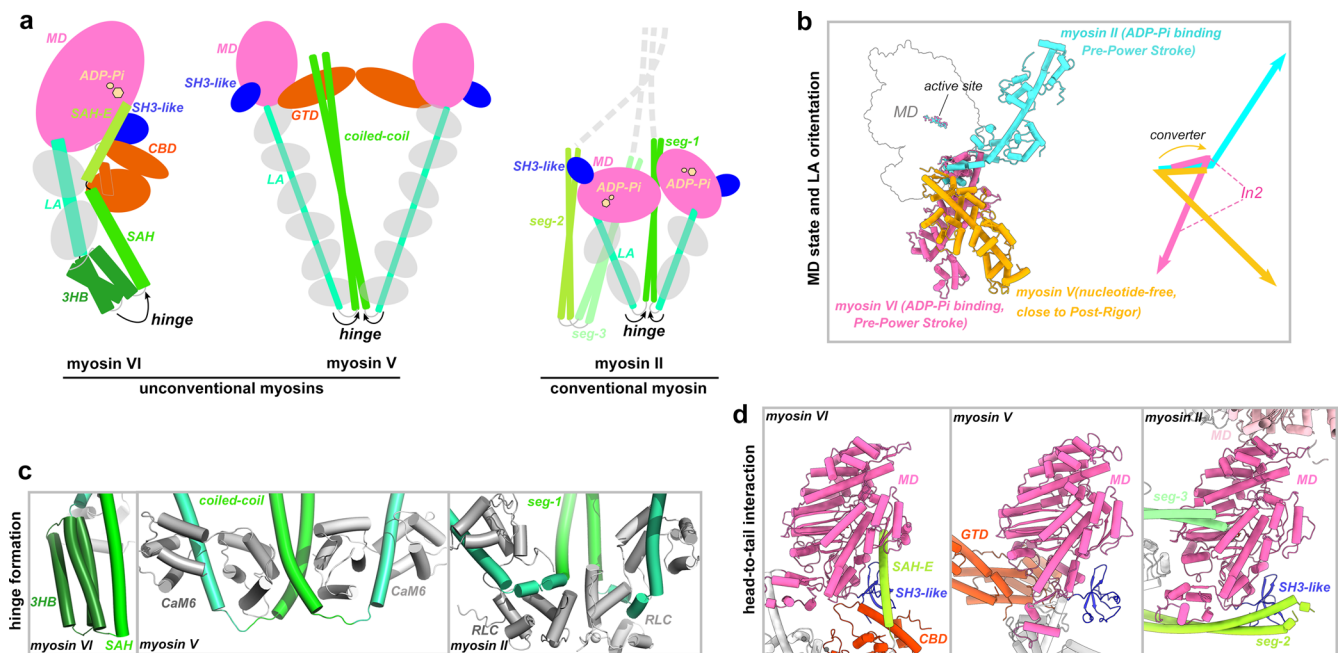 a
MD
ADP-Pi
SAH-E
SH3-like
CBD
LA
SAH
3HB
hinge
myosin VI
MD
SH3-like
GTD
coiled-coil
LA
hinge
myosin V
unconventional myosins
SH3-like
MD
seg-1
ADP-Pi
ADP-Pi
seg-2
LA
seg-3
hinge
myosin II
conventional myosin
b
MD state and LA oritentation
myosin II (ADP-Pi binding
Pre-Power Stroke)
active site
MD
converter
In2
myosin V(nucleotide-free,
close to Post-Rigor)
myosin VI (ADP-Pi binding,
Pre-Power Stroke)
c
hinge formation
3HB
myosin VI
SAH
coiled-coil
CaM6
CaM6
myosin V
seg-1
RLC
RLC
myosin II
d
head-to-tail interaction
myosin VI
MD
SAH-E
SH3-like
CBD
myosin V
MD
GTD
myosin II
MD
seg-3
MD
SH3-like
seg-2